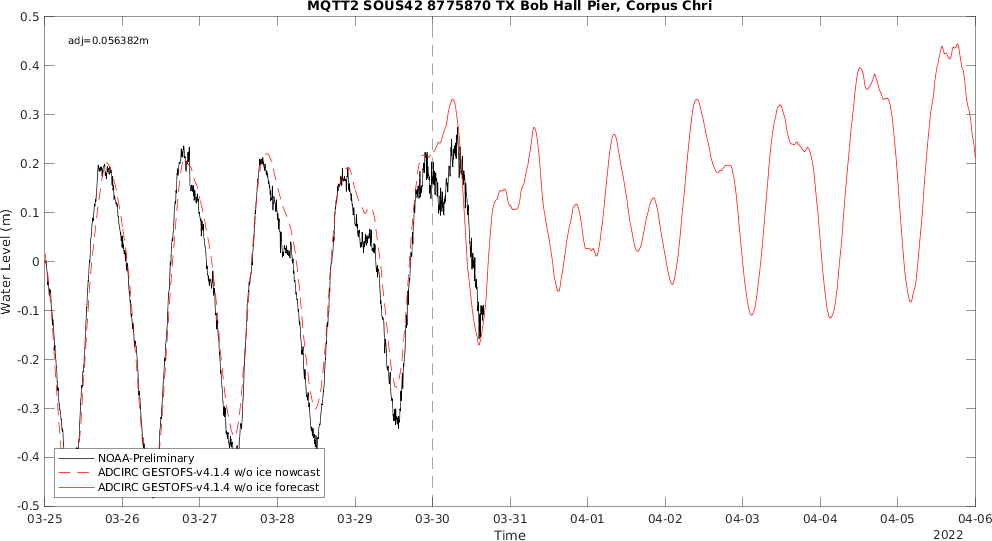 MQTT2 SOUS42 8775870 TX Bob Hall Pier, Corpus Chri
adj=0.056382m
0.5
0.4
0.3
0.2
0.1
0
-0.1
-0.2
-0.3
-0.4
-0.5
Water Level (m)
NOAA-Preliminary
ADCIRC GESTOFS-v4.1.4 w/o ice nowcast
ADCIRC GESTOFS-v4.1.4 w/o ice forecast
03-25 03-26 03-27 03-28 03-29 03-30 03-31 04-01 04-02 04-03 04-04 04-05 04-06
Time
2022